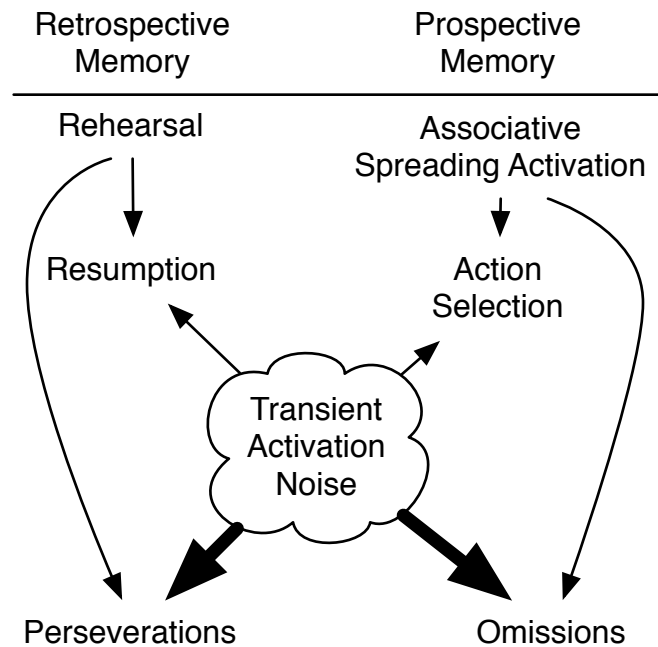 Retrospective
Memory
Prospective
Memory
Rehearsal
Associative
Spreading Activation
Resumption
Action
Selection
Transient
Activation
Noise
Perseverations
Omissions